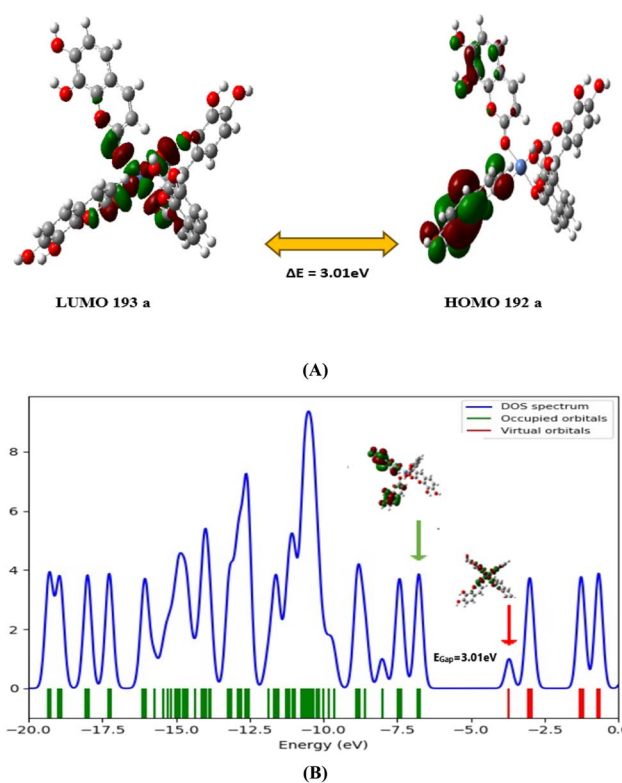 ΔE = 3.01eV
LUMO 193 a
HOMO 192 a
(A)
DOS spectrum
Occupied orbitals
Virtual orbitals
8
6
4
2
0
E_Gap=3.01eV
-20.0 -17.5 -15.0 -12.5 -10.0 -7.5 -5.0 -2.5 0.0
Energy (eV)
(B)